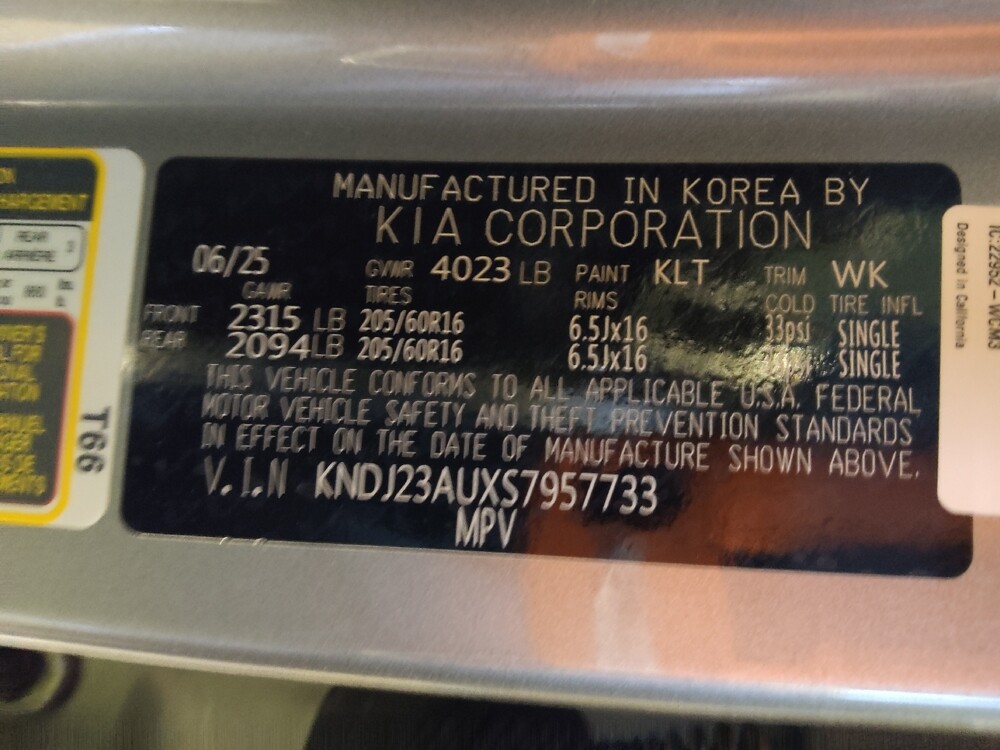 MANUFACTURED IN KOREA BY
KIA CORPORATION
06/25 GVWR 4023 LB PAINT KLT TRIM WK
GAWR TIRES RIMS COLD TIRE INFL
FRONT 2315 LB 205/60R16 6.5Jx16 33psi SINGLE
REAR 2094LB 205/60R16 6.5Jx16 SINGLE
THIS VEHICLE CONFORMS TO ALL APPLICABLE U.S.A. FEDERAL
MOTOR VEHICLE SAFETY AND THEFT PREVENTION STANDARDS
IN EFFECT ON THE DATE OF MANUFACTURE SHOWN ABOVE.
V.I.N KNDJ23AUXS7957733
MPV
REAR
T66
Designed in California